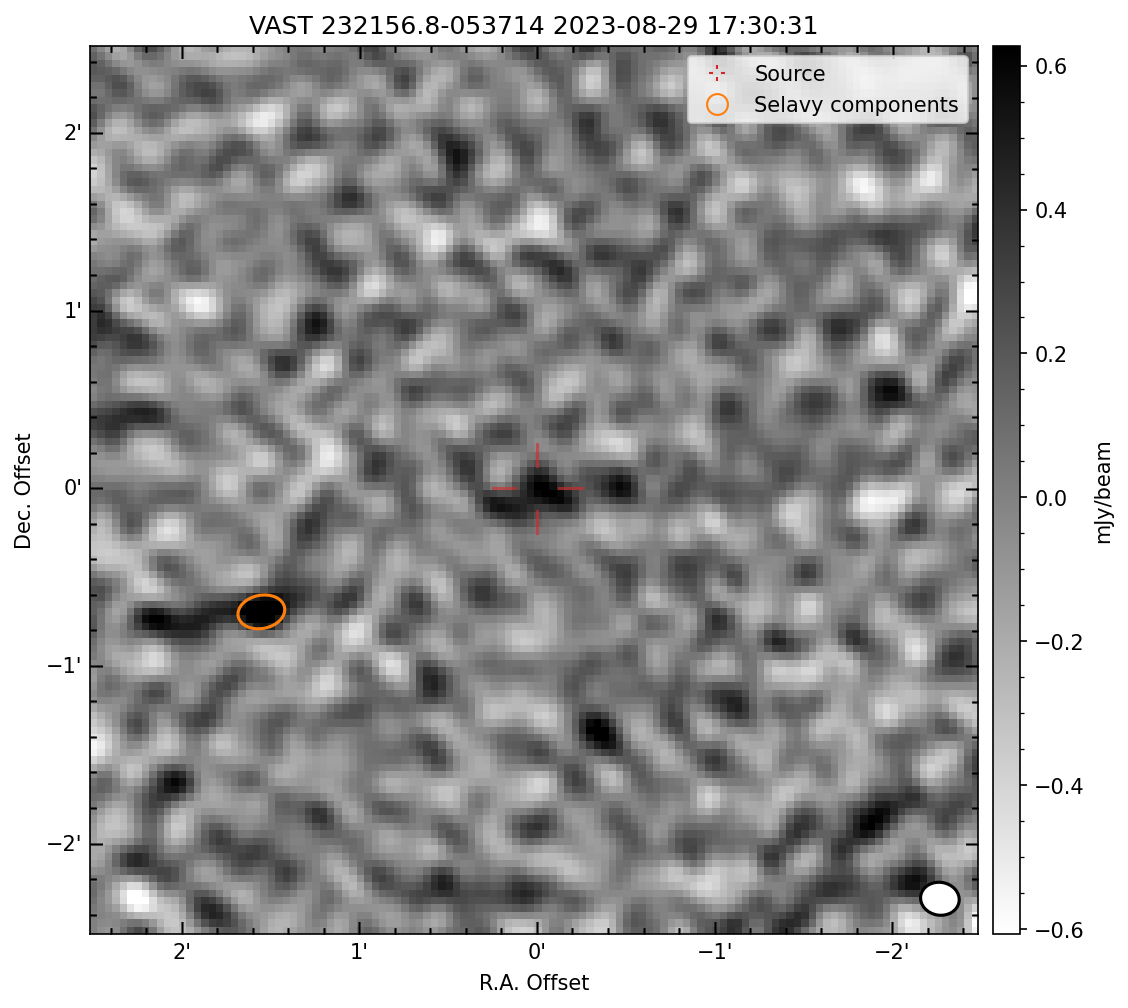 VAST 232156.8-053714 2023-08-29 17:30:31
Source
Selavy components
2'
1'
0'
−1'
−2'
Dec. Offset
2'
1'
0'
−1'
−2'
R.A. Offset
0.6
0.4
0.2
0.0
−0.2
−0.4
−0.6
mJy/beam